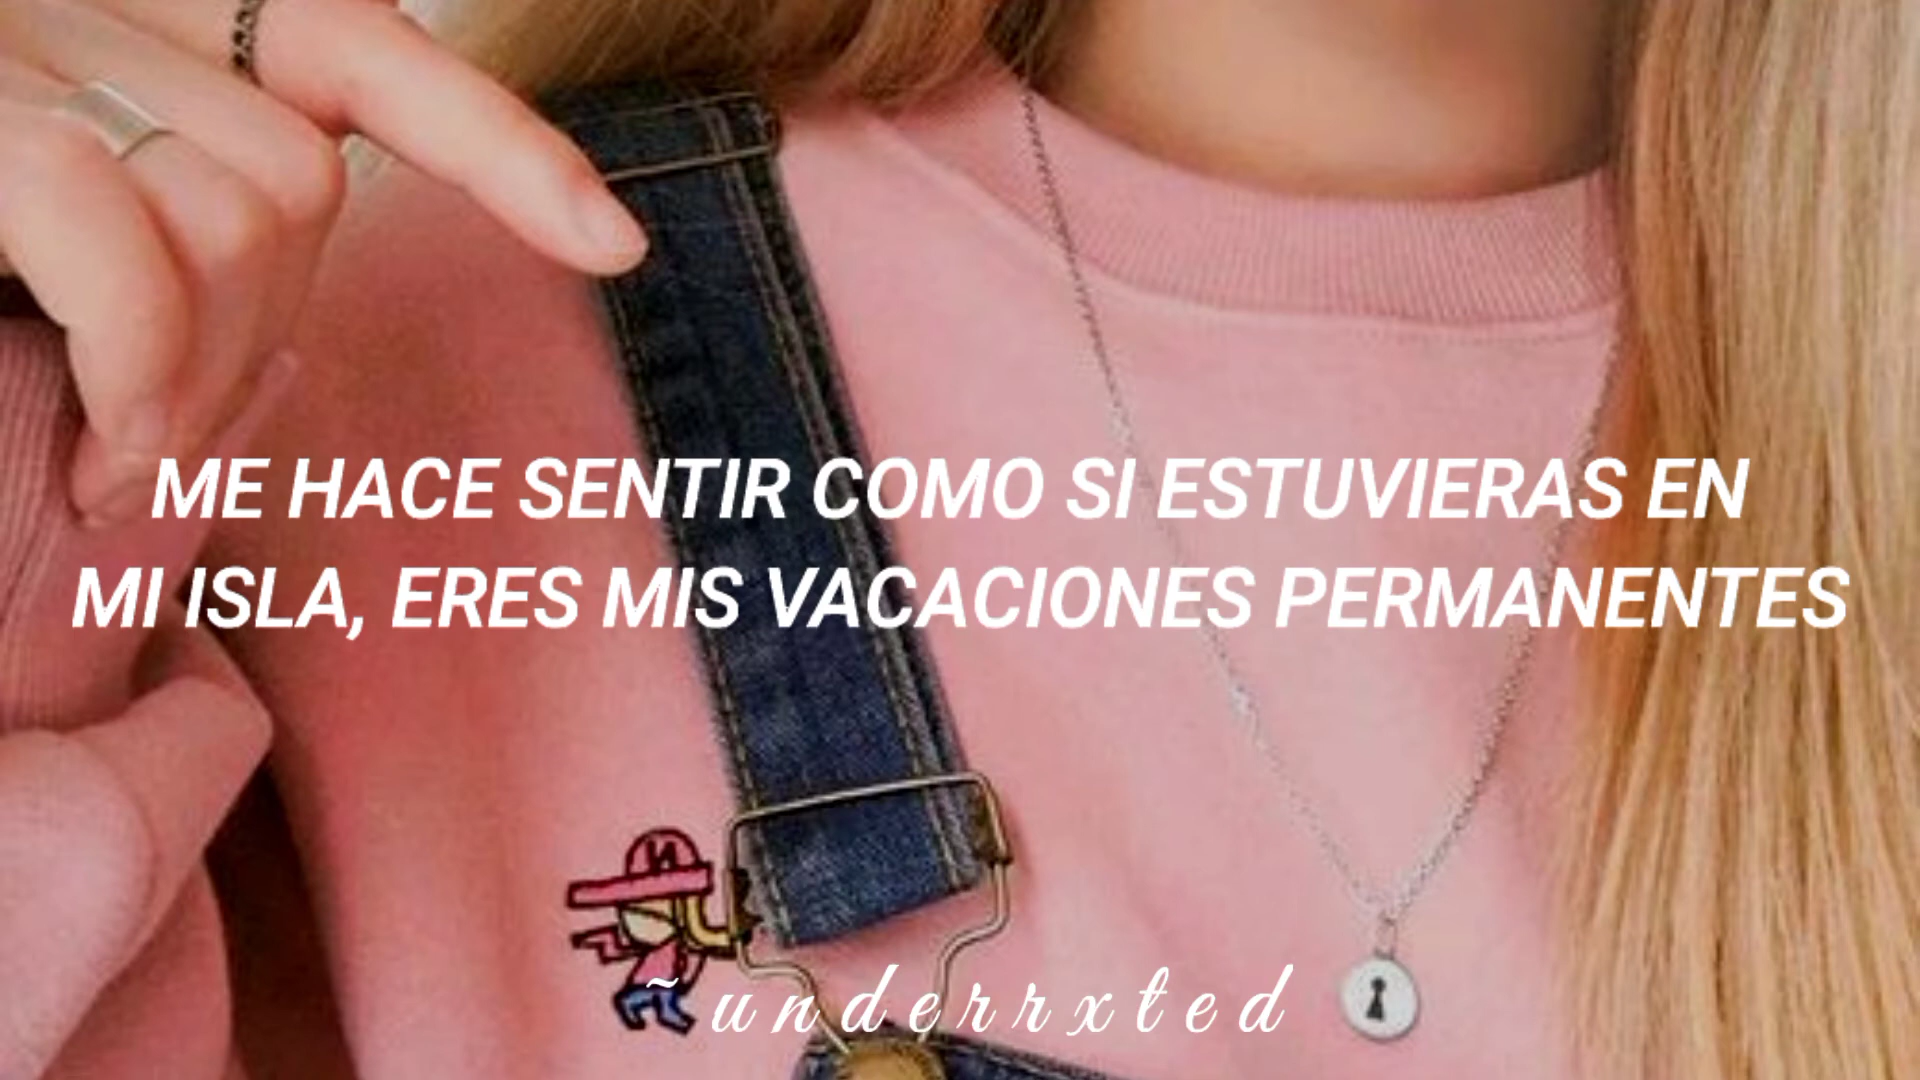 ME HACE SENTIR COMO SI ESTUVIERAS EN
MI ISLA, ERES MIS VACACIONES PERMANENTES
~underrxted